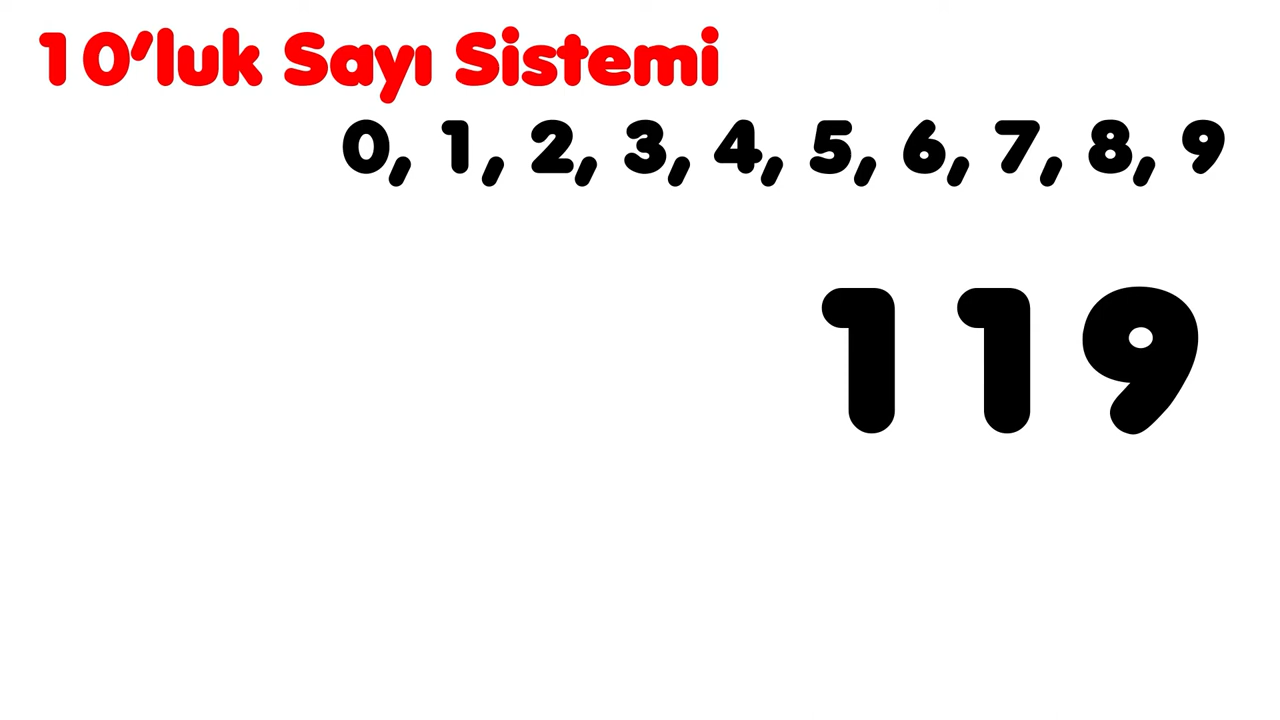 10'luk Sayı Sistemi
0, 1, 2, 3, 4, 5, 6, 7, 8, 9
119